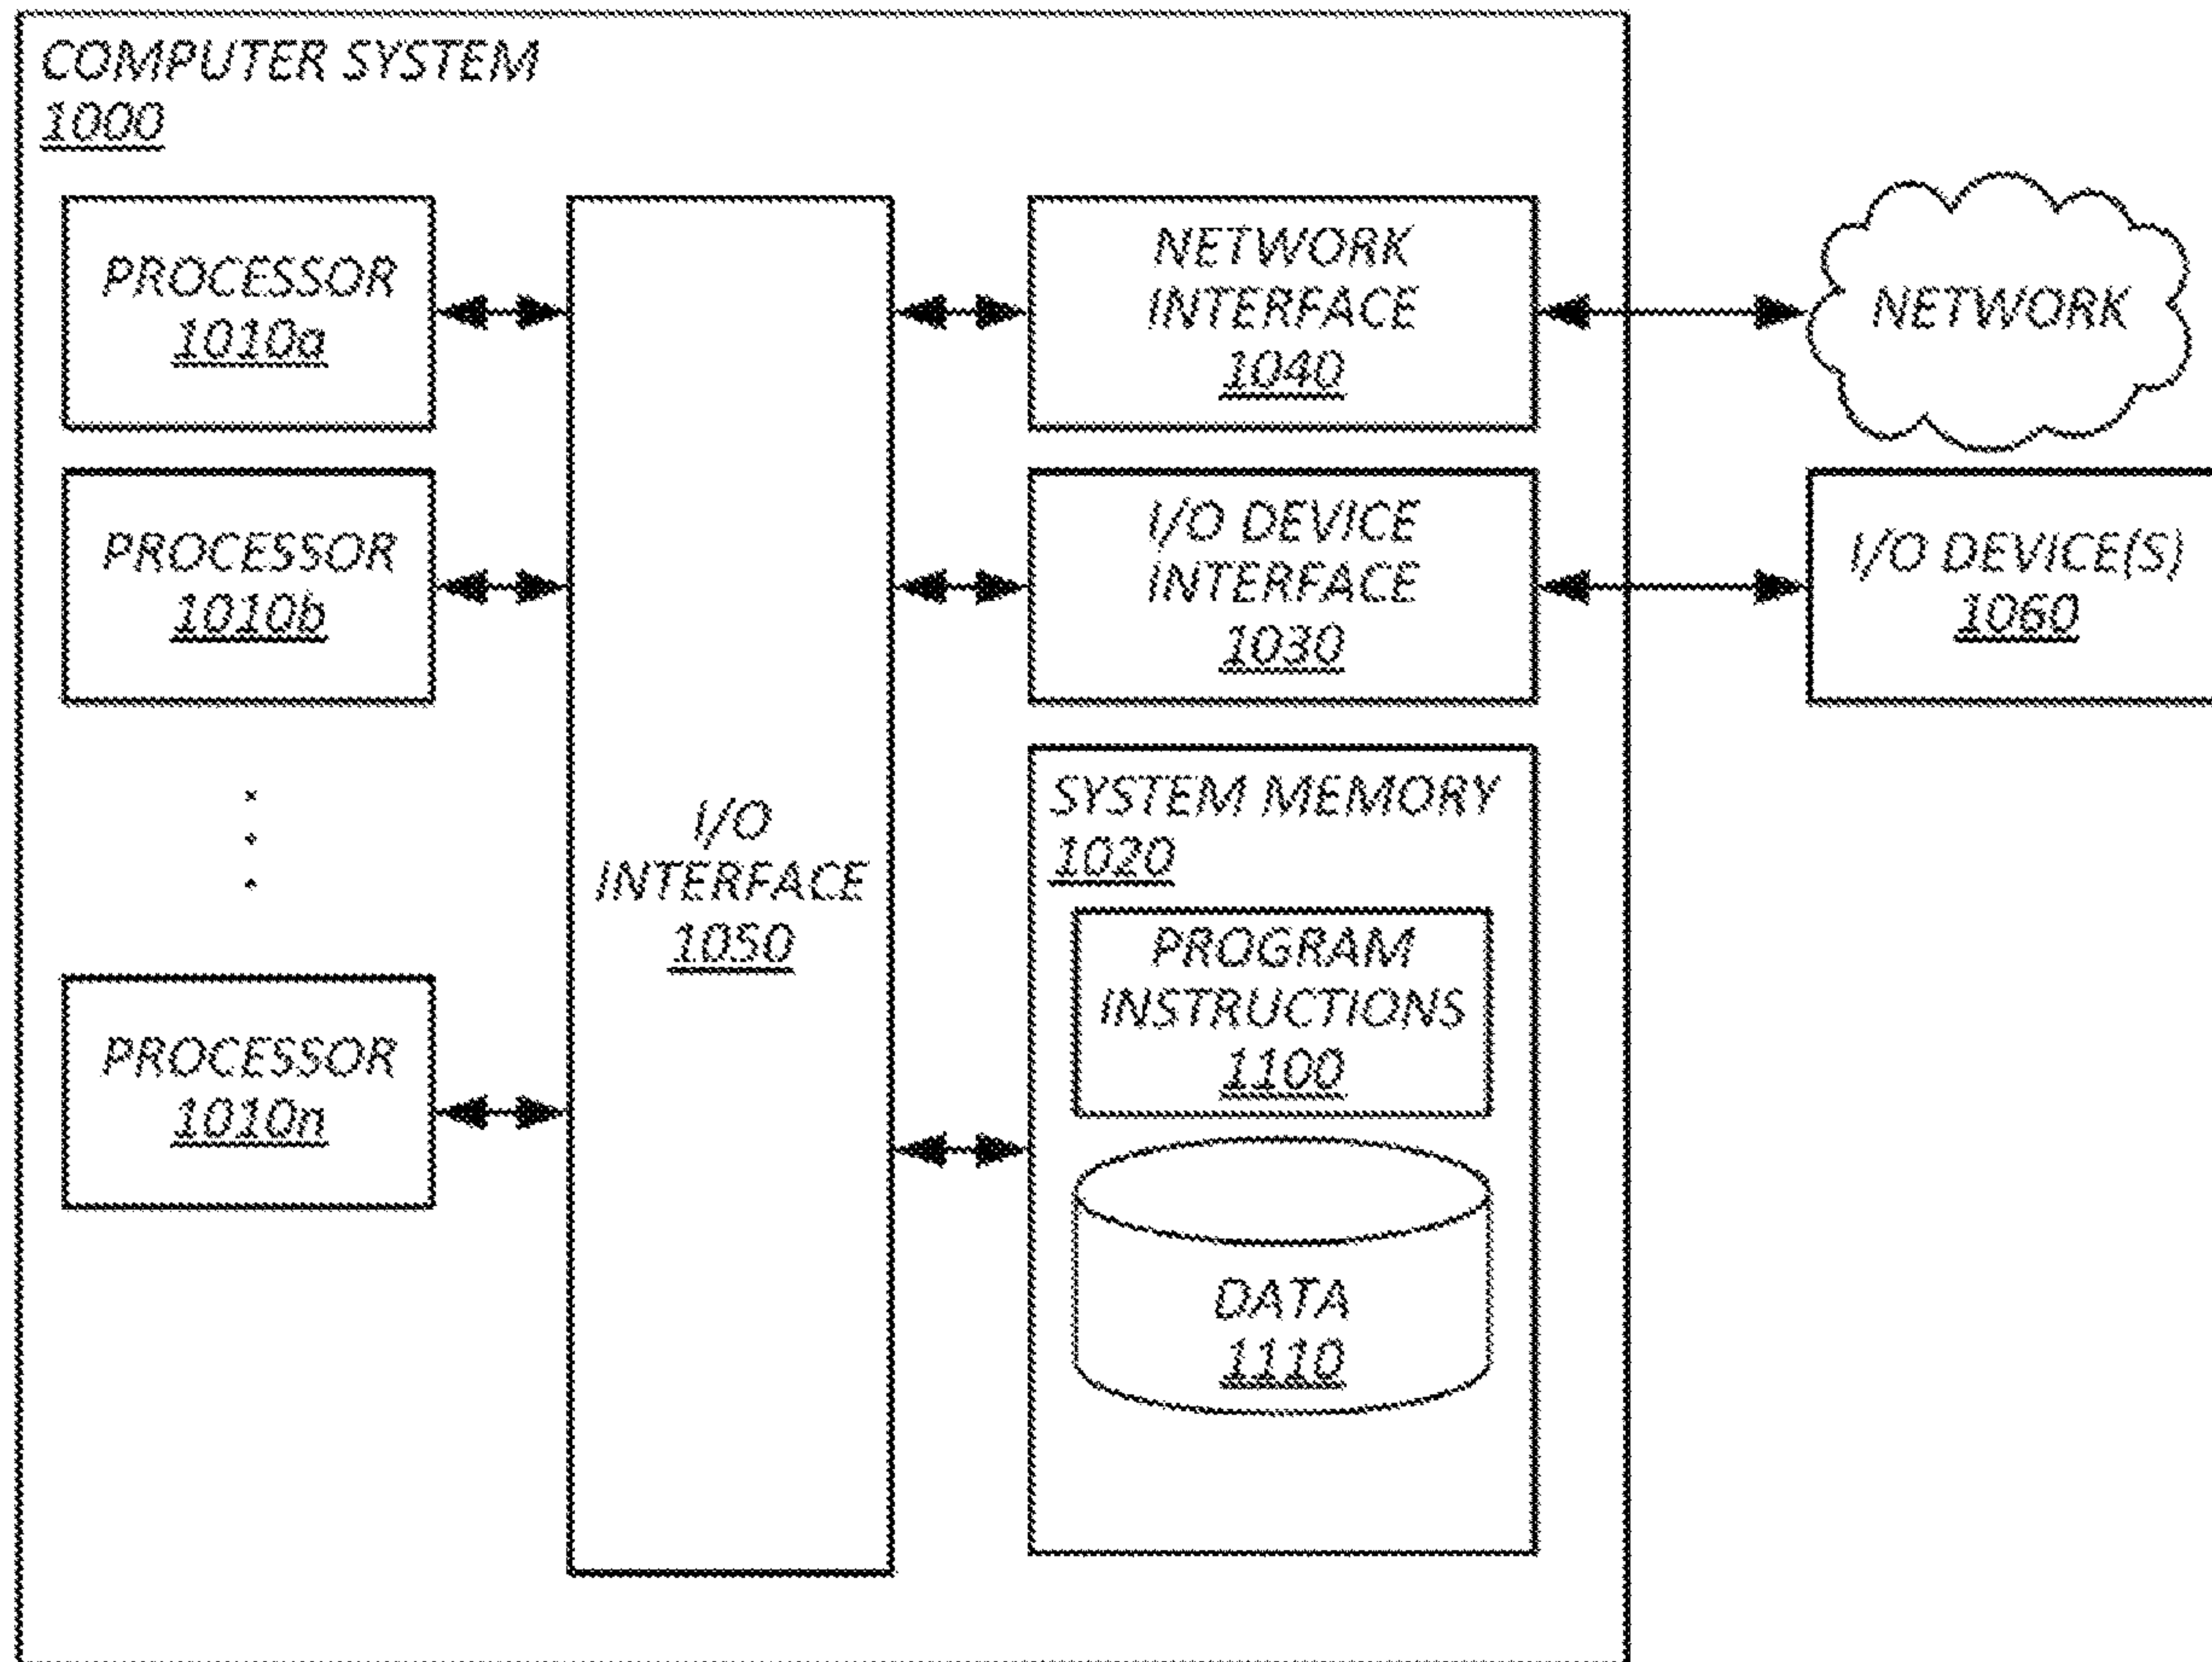 COMPUTER SYSTEM
1000
PROCESSOR
1010a
PROCESSOR
1010b
PROCESSOR
1010n
I/O
INTERFACE
1050
NETWORK
INTERFACE
1040
I/O DEVICE
INTERFACE
1030
SYSTEM MEMORY
1020
PROGRAM
INSTRUCTIONS
1100
DATA
1110
NETWORK
I/O DEVICE(S)
1060